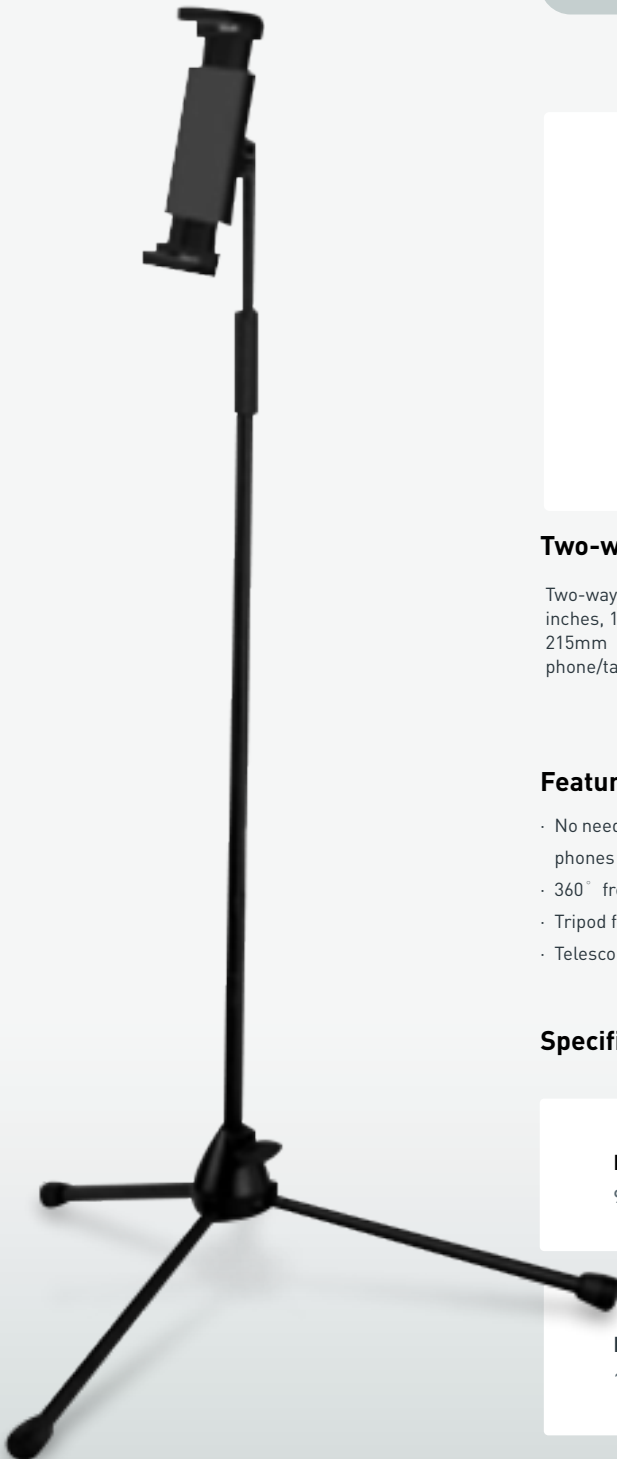 Two-w
Two-way
inches, 1
215mm
phone/ta
Featur
· No need
phones
· 360° fr
· Tripod f
· Telesco
Specifi